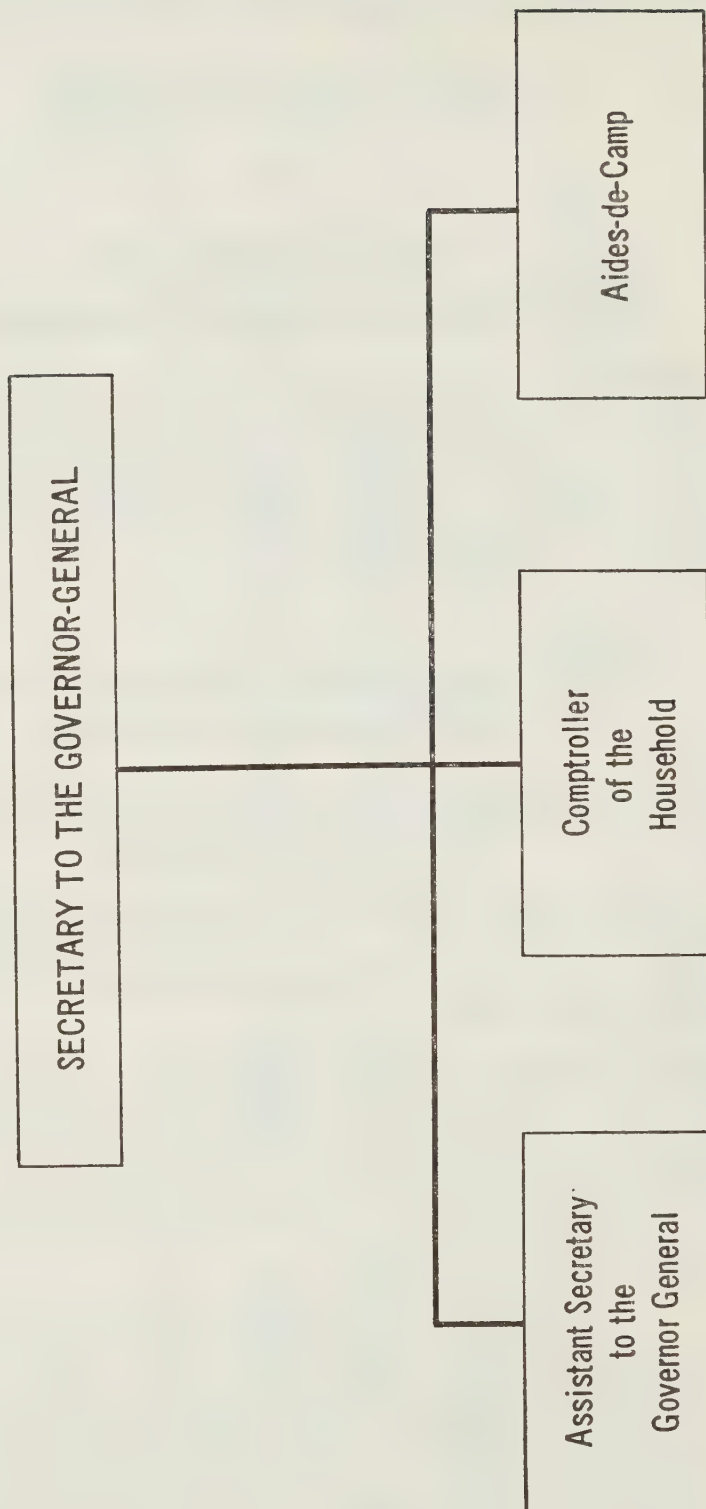 SECRETARY TO THE GOVERNOR-GENERAL
Assistant Secretary
to the
Governor General
Comptroller
of the
Household
Aides-de-Camp